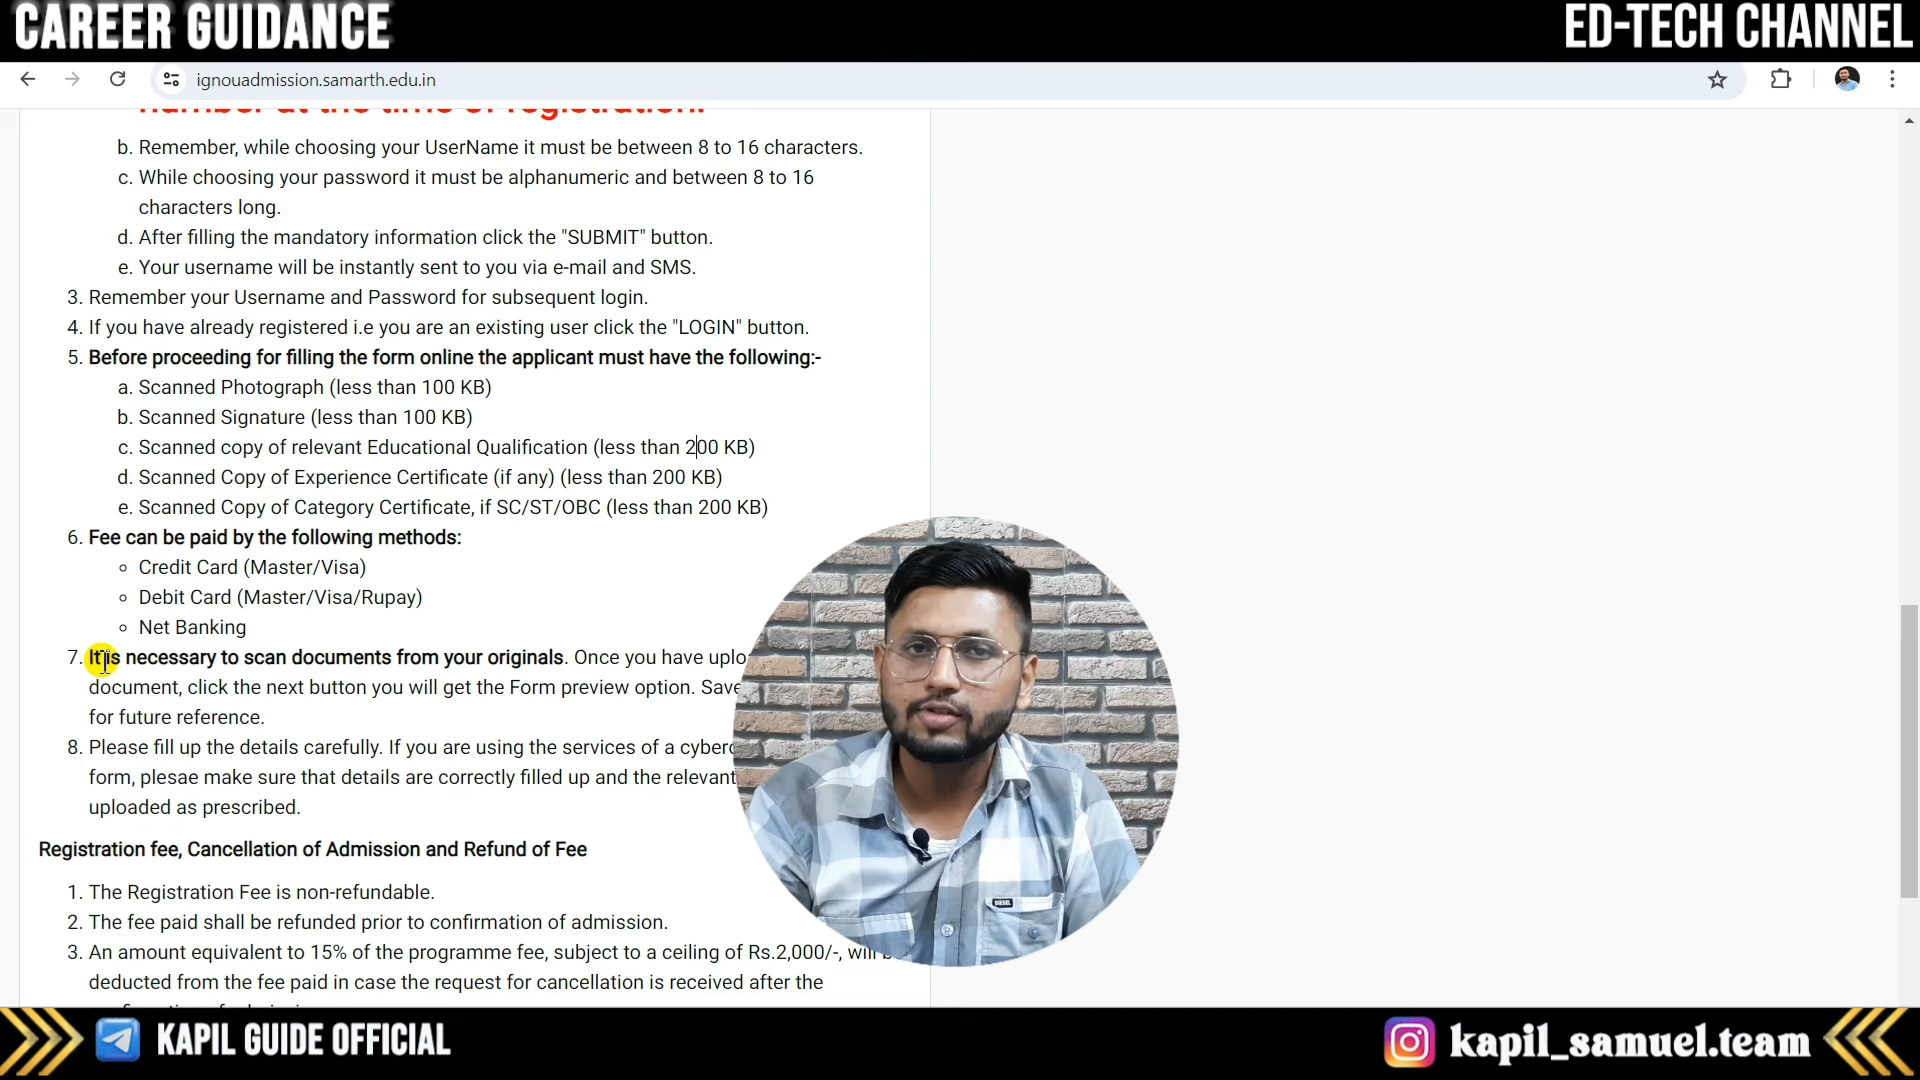 CAREER GUIDANCE
ED-TECH CHANNEL
ignouadmission.samarth.edu.in
number at the time of registration.
b. Remember, while choosing your UserName it must be between 8 to 16 characters.
c. While choosing your password it must be alphanumeric and between 8 to 16
characters long.
d. After filling the mandatory information click the "SUBMIT" button.
e. Your username will be instantly sent to you via e-mail and SMS.
3. Remember your Username and Password for subsequent login.
4. If you have already registered i.e you are an existing user click the "LOGIN" button.
5. Before proceeding for filling the form online the applicant must have the following:-
a. Scanned Photograph (less than 100 KB)
b. Scanned Signature (less than 100 KB)
c. Scanned copy of relevant Educational Qualification (less than 200 KB)
d. Scanned Copy of Experience Certificate (if any) (less than 200 KB)
e. Scanned Copy of Category Certificate, if SC/ST/OBC (less than 200 KB)
6. Fee can be paid by the following methods:
Credit Card (Master/Visa)
Debit Card (Master/Visa/Rupay)
Net Banking
7. It is necessary to scan documents from your originals. Once you have uplo
document, click the next button you will get the Form preview option. Save
for future reference.
8. Please fill up the details carefully. If you are using the services of a cyber
form, plesae make sure that details are correctly filled up and the relevant
uploaded as prescribed.
Registration fee, Cancellation of Admission and Refund of Fee
1. The Registration Fee is non-refundable.
2. The fee paid shall be refunded prior to confirmation of admission.
3. An amount equivalent to 15% of the programme fee, subject to a ceiling of Rs.2,000/-, will
deducted from the fee paid in case the request for cancellation is received after the
DIESEL
KAPIL GUIDE OFFICIAL
kapil_samuel.team